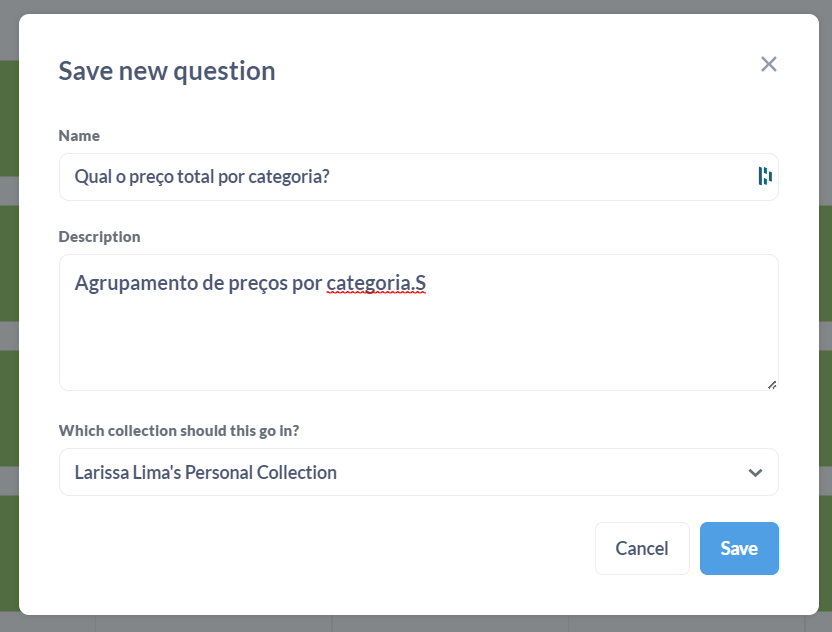 Save new question
Name
Qual o preço total por categoria?
Description
Agrupamento de preços por categoria.S
Which collection should this go in?
Larissa Lima's Personal Collection
Cancel
Save